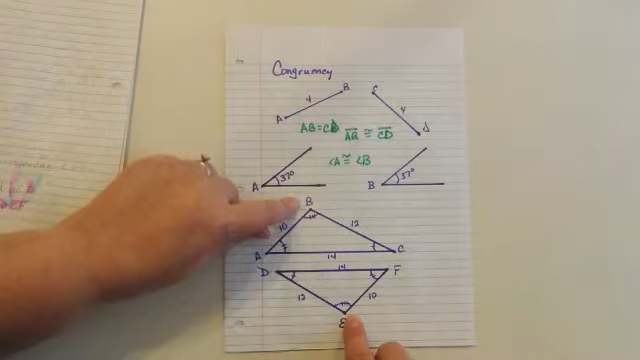 Congruency
A 4 B C 4 d
AB=CD AB ≅ CD
<A ≅ <B
A 37° B 37°
B
10 12
A 14 C
D 14 F
12 10
E